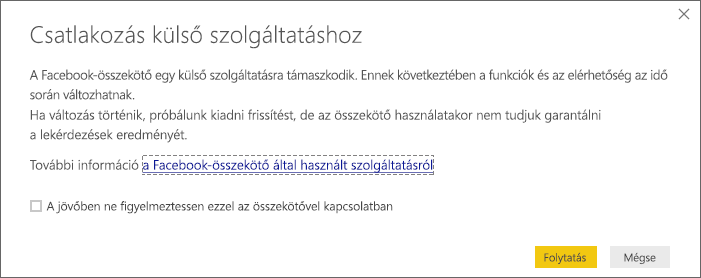 Csatlakozás külső szolgáltatáshoz
A Facebook-összekötő egy külső szolgáltatásra támaszkodik. Ennek következtében a funkciók és az elérhetőség az idő
során változhatnak.
Ha változás történik, próbálunk kiadni frissítést, de az összekötő használatakor nem tudjuk garantálni
a lekérdezések eredményét.
További információ a Facebook-összekötő által használt szolgáltatásról
A jövőben ne figyelmeztessen ezzel az összekötővel kapcsolatban
Folytatás Mégse